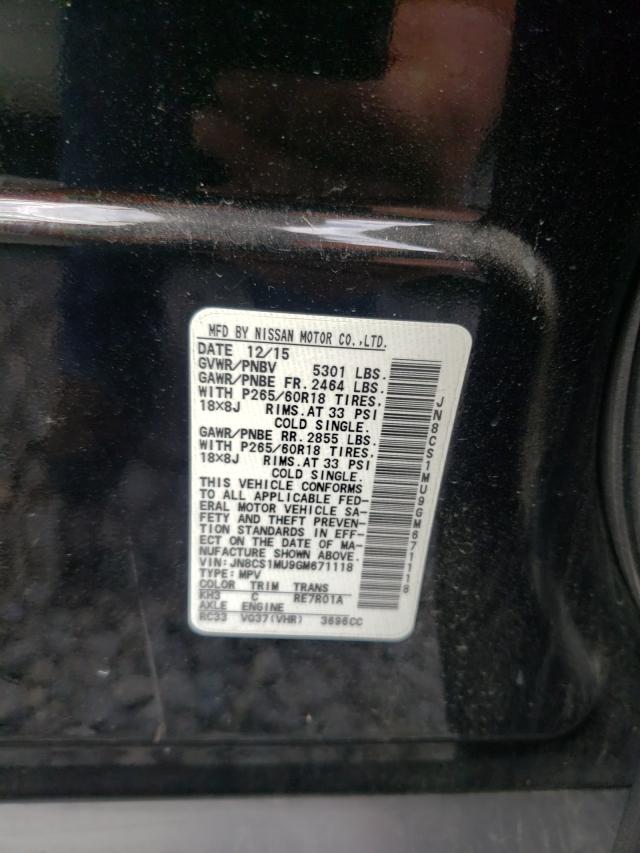 MFD BY NISSAN MOTOR CO.,LTD.
DATE 12/15
GVWR/PNBV 5301 LBS.
GAWR/PNBE FR. 2464 LBS.
WITH P265/60R18 TIRES.
18×8J RIMS.AT 33 PSI
COLD SINGLE.
GAWR/PNBE RR. 2855 LBS.
WITH P265/60R18 TIRES.
18×8J RIMS.AT 33 PSI
COLD SINGLE.
THIS VEHICLE CONFORMS
TO ALL APPLICABLE FED-
ERAL MOTOR VEHICLE SA-
FETY AND THEFT PREVEN-
TION STANDARDS IN EFF-
ECT ON THE DATE OF MA-
NUFACTURE SHOWN ABOVE.
VIN:JN8CS1MU9GM671118
TYPE: MPV
COLOR TRIM TRANS
KH3 C RE7R01A
AXLE ENGINE
RC33 VQ37(VHR) 3696CC
JN8CS1MU9GM671118